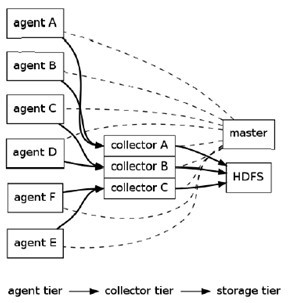 agent A
agent B
agent C
agent D
agent F
agent E
collector A
collector B
collector C
master
HDFS
agent tier collector tier storage tier